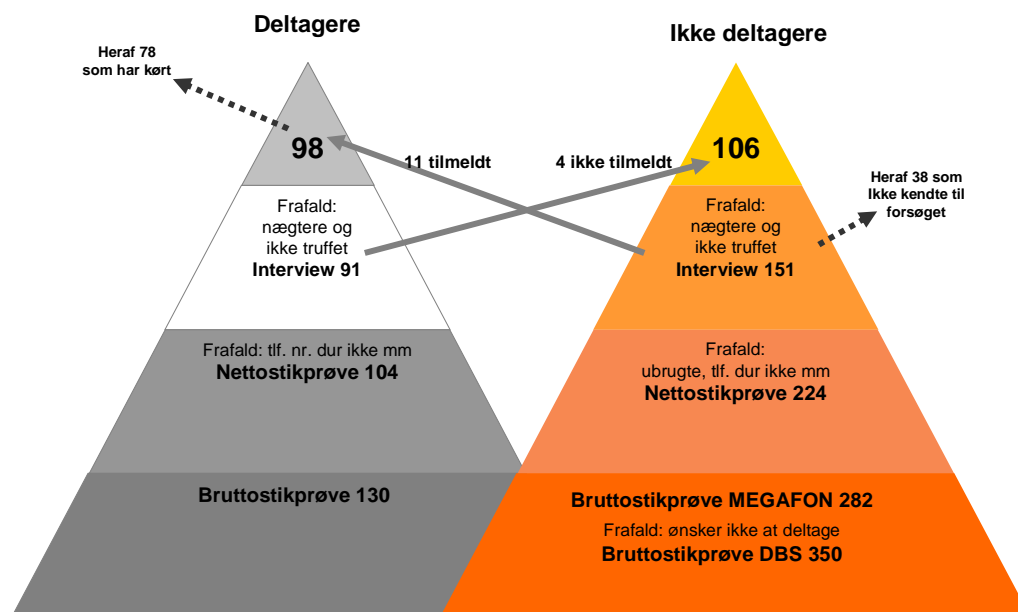 Deltagere
Heraf 78
som har kørt
98
11 tilmeldt
Frafald:
nægtere og
ikke truffet
Interview 91
Frafald: tlf. nr. dur ikke mm
Nettostikprøve 104
Bruttostikprøve 130
Ikke deltagere
106
4 ikke tilmeldt
Heraf 38 som
Ikke kendte til
forsøget
Frafald:
nægtere og
ikke truffet
Interview 151
Frafald:
ubrugte, tlf. dur ikke mm
Nettostikprøve 224
Bruttostikprøve MEGAFON 282
Frafald: ønsker ikke at deltage
Bruttostikprøve DBS 350